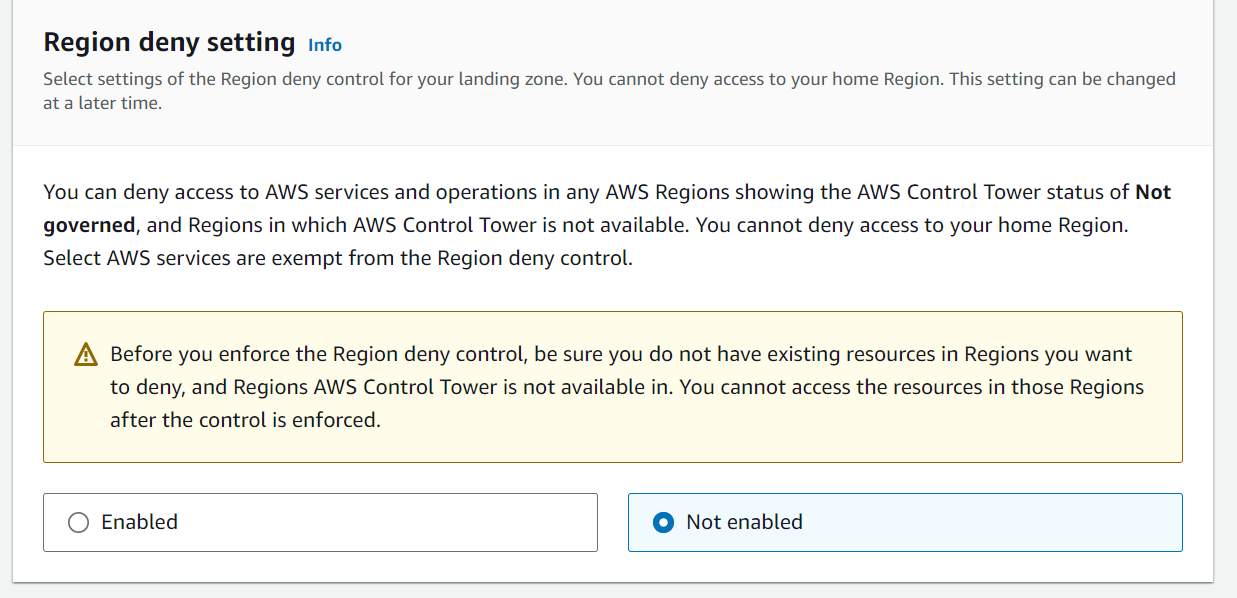 Region deny setting Info
Select settings of the Region deny control for your landing zone. You cannot deny access to your home Region. This setting can be changed
at a later time.
You can deny access to AWS services and operations in any AWS Regions showing the AWS Control Tower status of Not
governed, and Regions in which AWS Control Tower is not available. You cannot deny access to your home Region.
Select AWS services are exempt from the Region deny control.
Before you enforce the Region deny control, be sure you do not have existing resources in Regions you want
to deny, and Regions AWS Control Tower is not available in. You cannot access the resources in those Regions
after the control is enforced.
Enabled
Not enabled